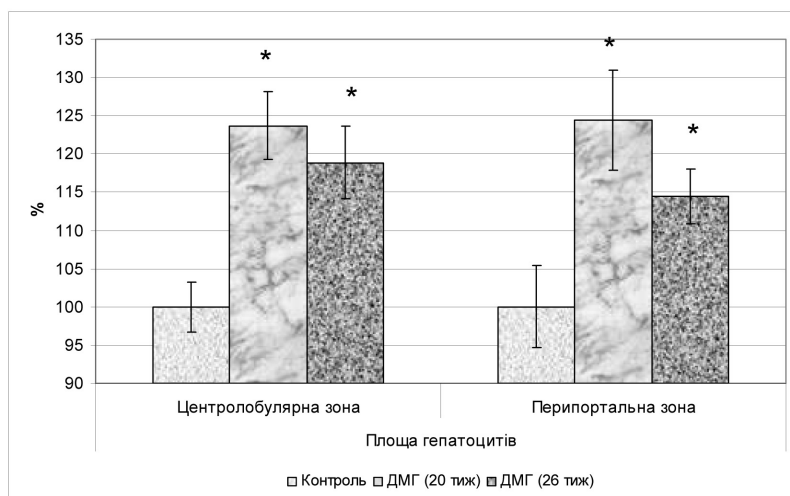 135
130
125
120
115
110
105
100
95
90
%
* * * *
Центролобулярна зона Перипортальна зона
Площа гепатоцитів
Контроль ДМГ (20 тиж) ДМГ (26 тиж)